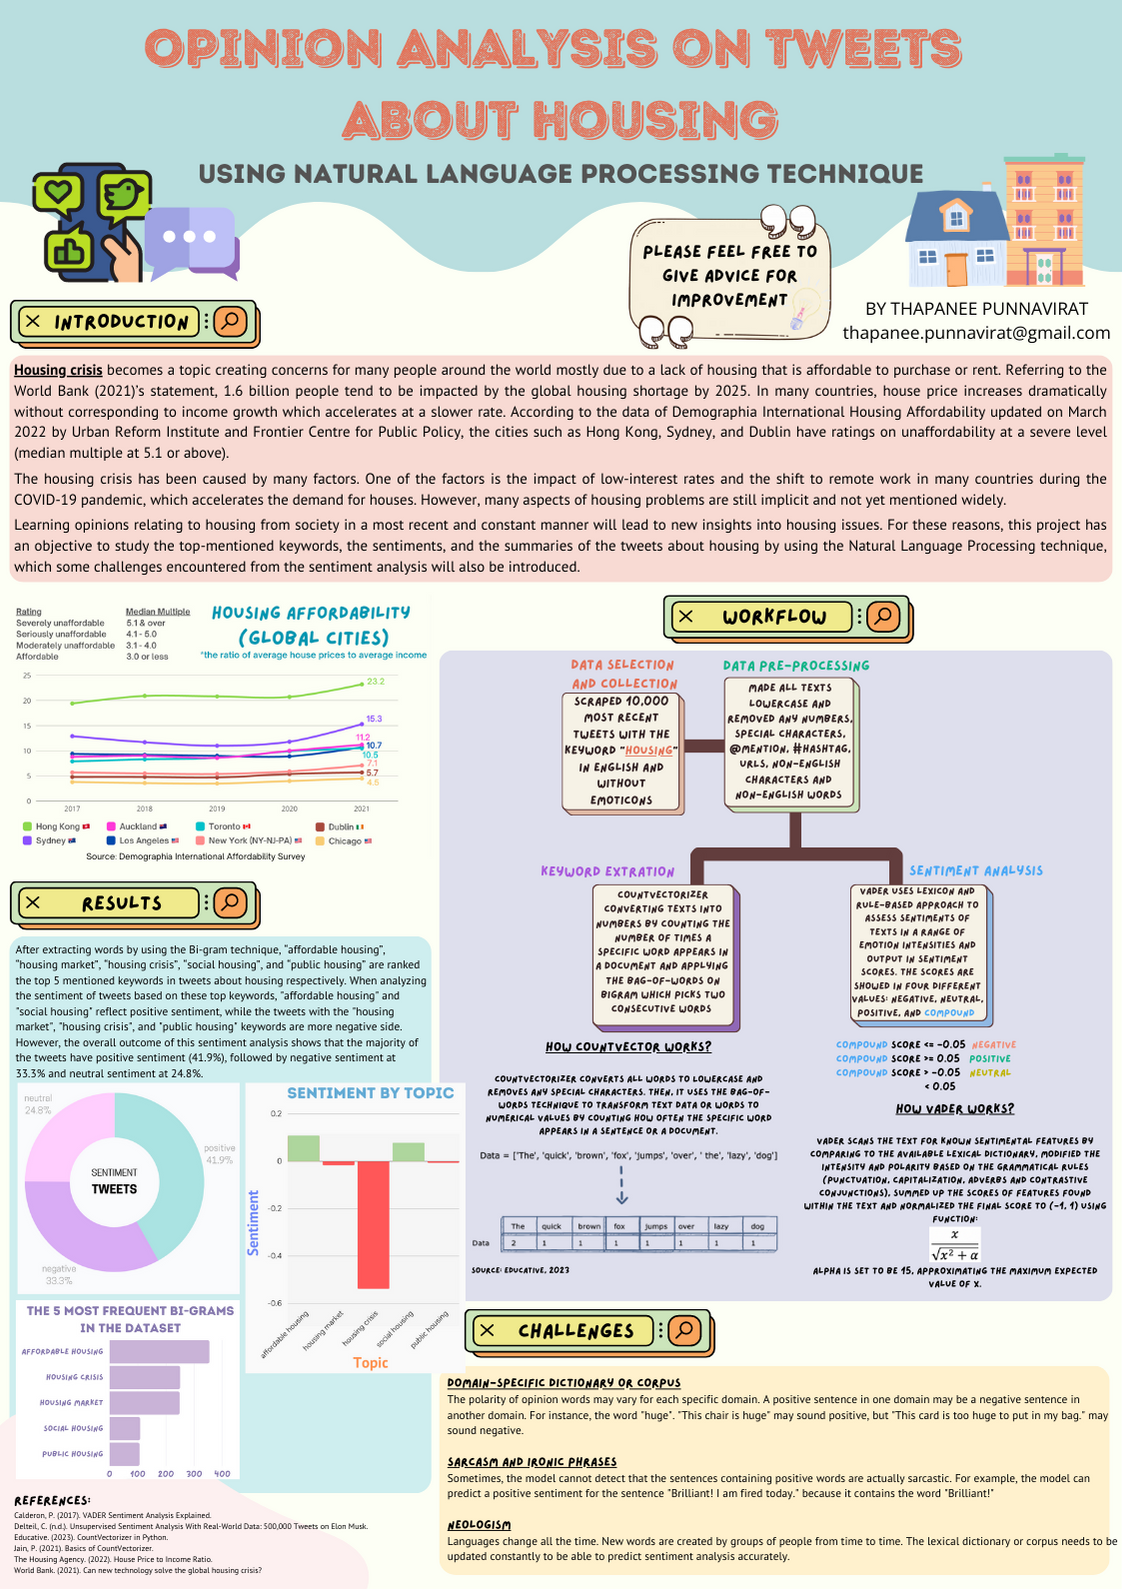 OPINION ANALYSIS ON TWEETS
ABOUT HOUSING
USING NATURAL LANGUAGE PROCESSING TECHNIQUE
PLEASE FEEL FREE TO
GIVE ADVICE FOR
IMPROVEMENT
BY THAPANEE PUNNAVIRAT
thapanee.punnavirat@gmail.com
INTRODUCTION
Housing crisis becomes a topic creating concerns for many people around the world mostly due to a lack of housing that is affordable to purchase or rent. Referring to the
World Bank (2021)'s statement, 1.6 billion people tend to be impacted by the global housing shortage by 2025. In many countries, house price increases dramatically
without corresponding to income growth which accelerates at a slower rate. According to the data of Demographia International Housing Affordability updated on March
2022 by Urban Reform Institute and Frontier Centre for Public Policy, the cities such as Hong Kong, Sydney, and Dublin have ratings on unaffordability at a severe level
(median multiple at 5.1 or above).
The housing crisis has been caused by many factors. One of the factors is the impact of low-interest rates and the shift to remote work in many countries during the
COVID-19 pandemic, which accelerates the demand for houses. However, many aspects of housing problems are still implicit and not yet mentioned widely.
Learning opinions relating to housing from society in a most recent and constant manner will lead to new insights into housing issues. For these reasons, this project has
an objective to study the top-mentioned keywords, the sentiments, and the summaries of the tweets about housing by using the Natural Language Processing technique,
which some challenges encountered from the sentiment analysis will also be introduced.
Rating Median Multiple
Severely unaffordable 5.1 & over
Seriously unaffordable 4.1 - 5.0
Moderately unaffordable 3.1 - 4.0
Affordable 3.0 or less
HOUSING AFFORDABILITY
(GLOBAL CITIES)
*the ratio of average house prices to average income
25
20
15
10
5
0
23.2
15.3
11.2
10.7
10.5
7.1
5.7
4.5
2017 2018 2019 2020 2021
Hong Kong Auckland Toronto Dublin
Sydney Los Angeles New York (NY-NJ-PA) Chicago
Source: Demographia International Affordability Survey
WORKFLOW
DATA SELECTION
AND COLLECTION
SCRAPED 10,000
MOST RECENT
TWEETS WITH THE
KEYWORD "HOUSING"
IN ENGLISH AND
WITHOUT
EMOTICONS
DATA PRE-PROCESSING
MADE ALL TEXTS
LOWERCASE AND
REMOVED ANY NUMBERS,
SPECIAL CHARACTERS,
@MENTION, #HASHTAG,
URLS, NON-ENGLISH
CHARACTERS AND
NON-ENGLISH WORDS
KEYWORD EXTRATION
COUNTVECTORIZER
CONVERTING TEXTS INTO
NUMBERS BY COUNTING THE
NUMBER OF TIMES A
SPECIFIC WORD APPEARS IN
A DOCUMENT AND APPLYING
THE BAG-OF-WORDS ON
BIGRAM WHICH PICKS TWO
CONSECUTIVE WORDS
SENTIMENT ANALYSIS
VADER USES LEXICON AND
RULE-BASED APPROACH TO
ASSESS SENTIMENTS OF
TEXTS IN A RANGE OF
EMOTION INTENSITIES AND
OUTPUT IN SENTIMENT
SCORES. THE SCORES ARE
SHOWED IN FOUR DIFFERENT
VALUES: NEGATIVE, NEUTRAL,
POSITIVE, AND COMPOUND
HOW COUNTVECTOR WORKS?
COUNTVECTORIZER CONVERTS ALL WORDS TO LOWERCASE AND
REMOVES ANY SPECIAL CHARACTERS. THEN, IT USES THE BAG-OF-
WORDS TECHNIQUE TO TRANSFORM TEXT DATA OR WORDS TO
NUMERICAL VALUES BY COUNTING HOW OFTEN THE SPECIFIC WORD
APPEARS IN A SENTENCE OR A DOCUMENT.
Data = ['The', 'quick', 'brown', 'fox', 'jumps', 'over', ' the', 'lazy', 'dog']
The quick brown fox jumps over lazy dog
Data 2 1 1 1 1 1 1 1
SOURCE: EDUCATIVE, 2023
COMPOUND SCORE <= -0.05 NEGATIVE
COMPOUND SCORE >= 0.05 POSITIVE
COMPOUND SCORE > -0.05 NEUTRAL
< 0.05
HOW VADER WORKS?
VADER SCANS THE TEXT FOR KNOWN SENTIMENTAL FEATURES BY
COMPARING TO THE AVAILABLE LEXICAL DICTIONARY, MODIFIED THE
INTENSITY AND POLARITY BASED ON THE GRAMMATICAL RULES
(PUNCTUATION, CAPITALIZATION, ADVERBS AND CONTRASTIVE
CONJUNCTIONS), SUMMED UP THE SCORES OF FEATURES FOUND
WITHIN THE TEXT AND NORMALIZED THE FINAL SCORE TO (-1, 1) USING
FUNCTION:
x
√x² + α
ALPHA IS SET TO BE 15, APPROXIMATING THE MAXIMUM EXPECTED
VALUE OF X.
RESULTS
After extracting words by using the Bi-gram technique, "affordable housing",
"housing market", "housing crisis", "social housing", and "public housing" are ranked
the top 5 mentioned keywords in tweets about housing respectively. When analyzing
the sentiment of tweets based on these top keywords, "affordable housing" and
"social housing" reflect positive sentiment, while the tweets with the "housing
market", "housing crisis", and "public housing" keywords are more negative side.
However, the overall outcome of this sentiment analysis shows that the majority of
the tweets have positive sentiment (41.9%), followed by negative sentiment at
33.3% and neutral sentiment at 24.8%.
neutral
24.8%
positive
41.9%
SENTIMENT
TWEETS
negative
33.3%
SENTIMENT BY TOPIC
0.2
0
-0.2
-0.4
-0.6
Sentiment
affordable housing
housing market
housing crisis
social housing
public housing
Topic
THE 5 MOST FREQUENT BI-GRAMS
IN THE DATASET
AFFORDABLE HOUSING
HOUSING CRISIS
HOUSING MARKET
SOCIAL HOUSING
PUBLIC HOUSING
0 100 200 300 400
CHALLENGES
DOMAIN-SPECIFIC DICTIONARY OR CORPUS
The polarity of opinion words may vary for each specific domain. A positive sentence in one domain may be a negative sentence in
another domain. For instance, the word "huge". "This chair is huge" may sound positive, but "This card is too huge to put in my bag." may
sound negative.
SARCASM AND IRONIC PHRASES
Sometimes, the model cannot detect that the sentences containing positive words are actually sarcastic. For example, the model can
predict a positive sentiment for the sentence "Brilliant! I am fired today." because it contains the word "Brilliant!"
NEOLOGISM
Languages change all the time. New words are created by groups of people from time to time. The lexical dictionary or corpus needs to be
updated constantly to be able to predict sentiment analysis accurately.
REFERENCES:
Calderon, P. (2017). VADER Sentiment Analysis Explained.
Delteil, C. (n.d.). Unsupervised Sentiment Analysis With Real-World Data: 500,000 Tweets on Elon Musk.
Educative. (2023). CountVectorizer in Python.
Jain, P. (2021). Basics of CountVectorizer.
The Housing Agency. (2022). House Price to Income Ratio.
World Bank. (2021). Can new technology solve the global housing crisis?